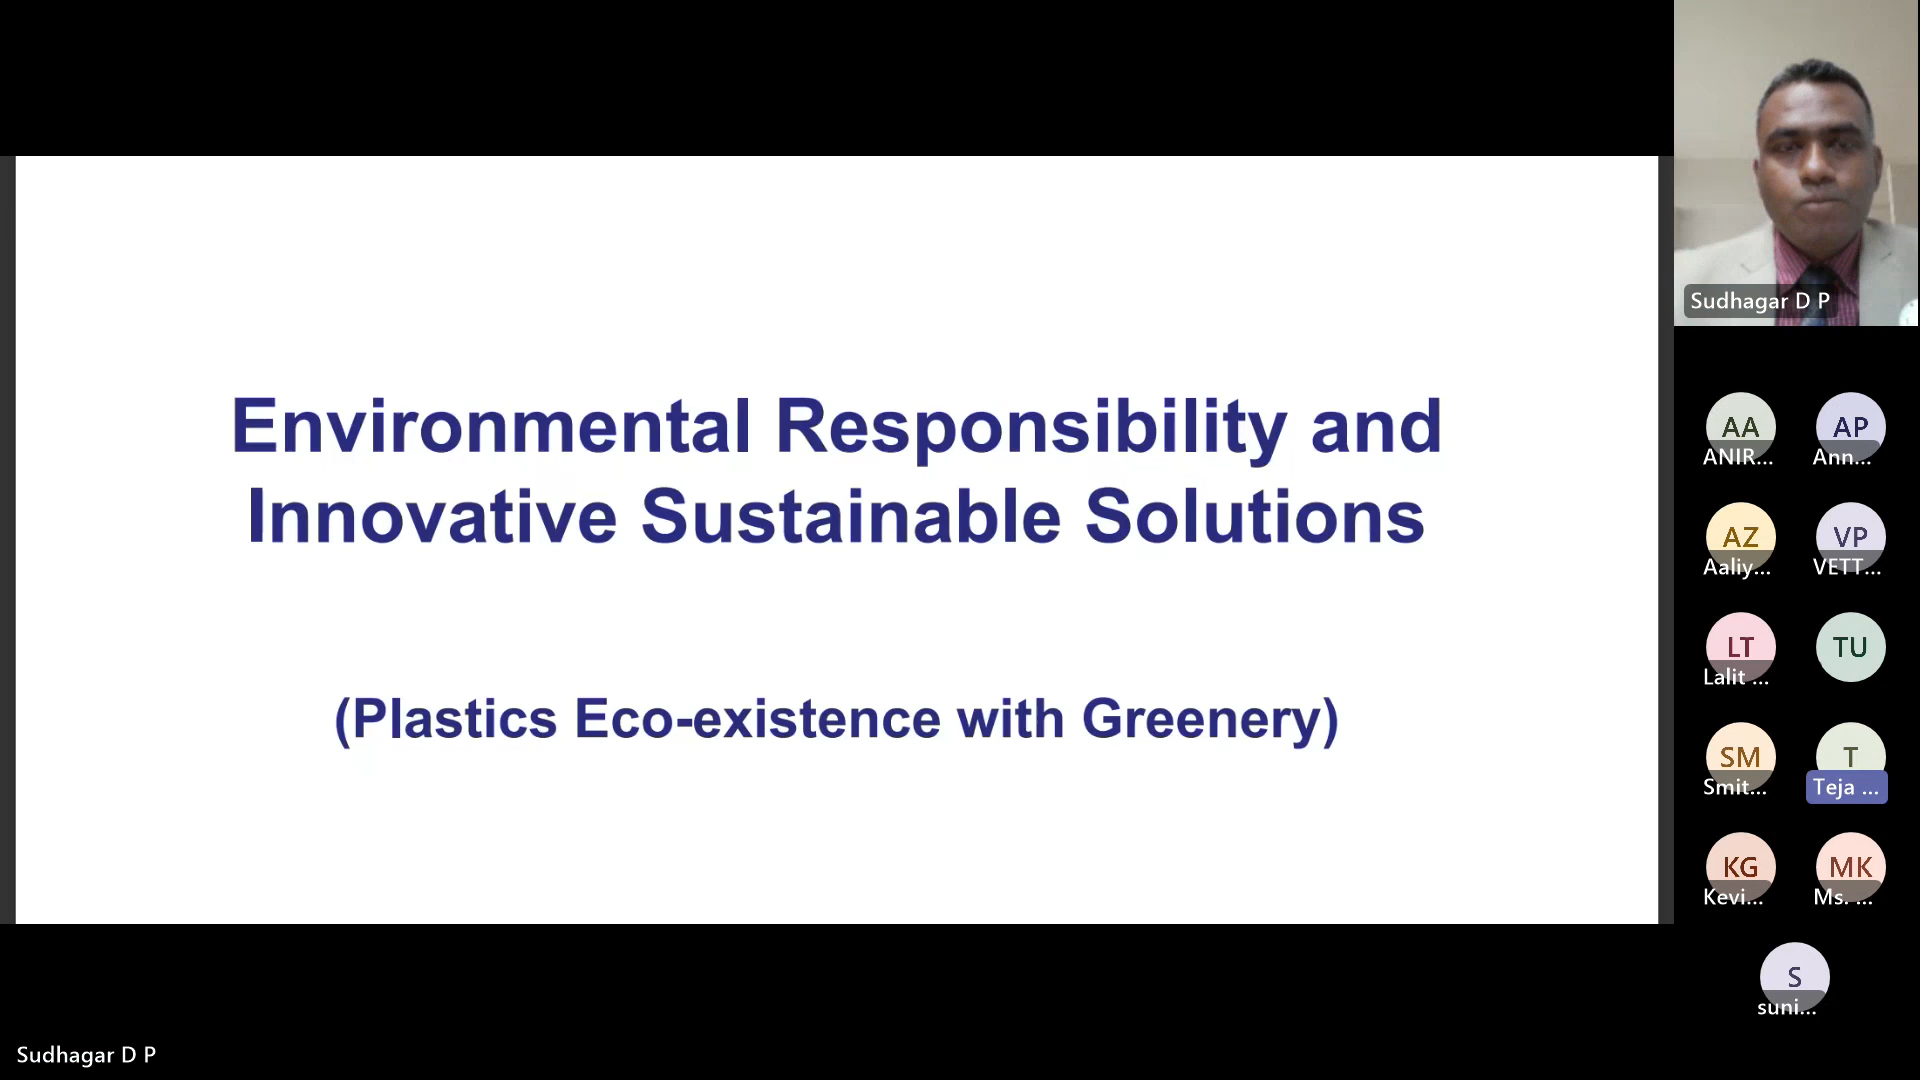 Environmental Responsibility and
Innovative Sustainable Solutions
(Plastics Eco-existence with Greenery)
Sudhagar D P
Sudhagar D P
AA
ANIR...
AP
Ann...
AZ
Aaliy...
VP
VETT...
LT
Lalit ...
TU
SM
Smit...
T
Teja ...
KG
Kevi...
MK
Ms. ...
S
suni...